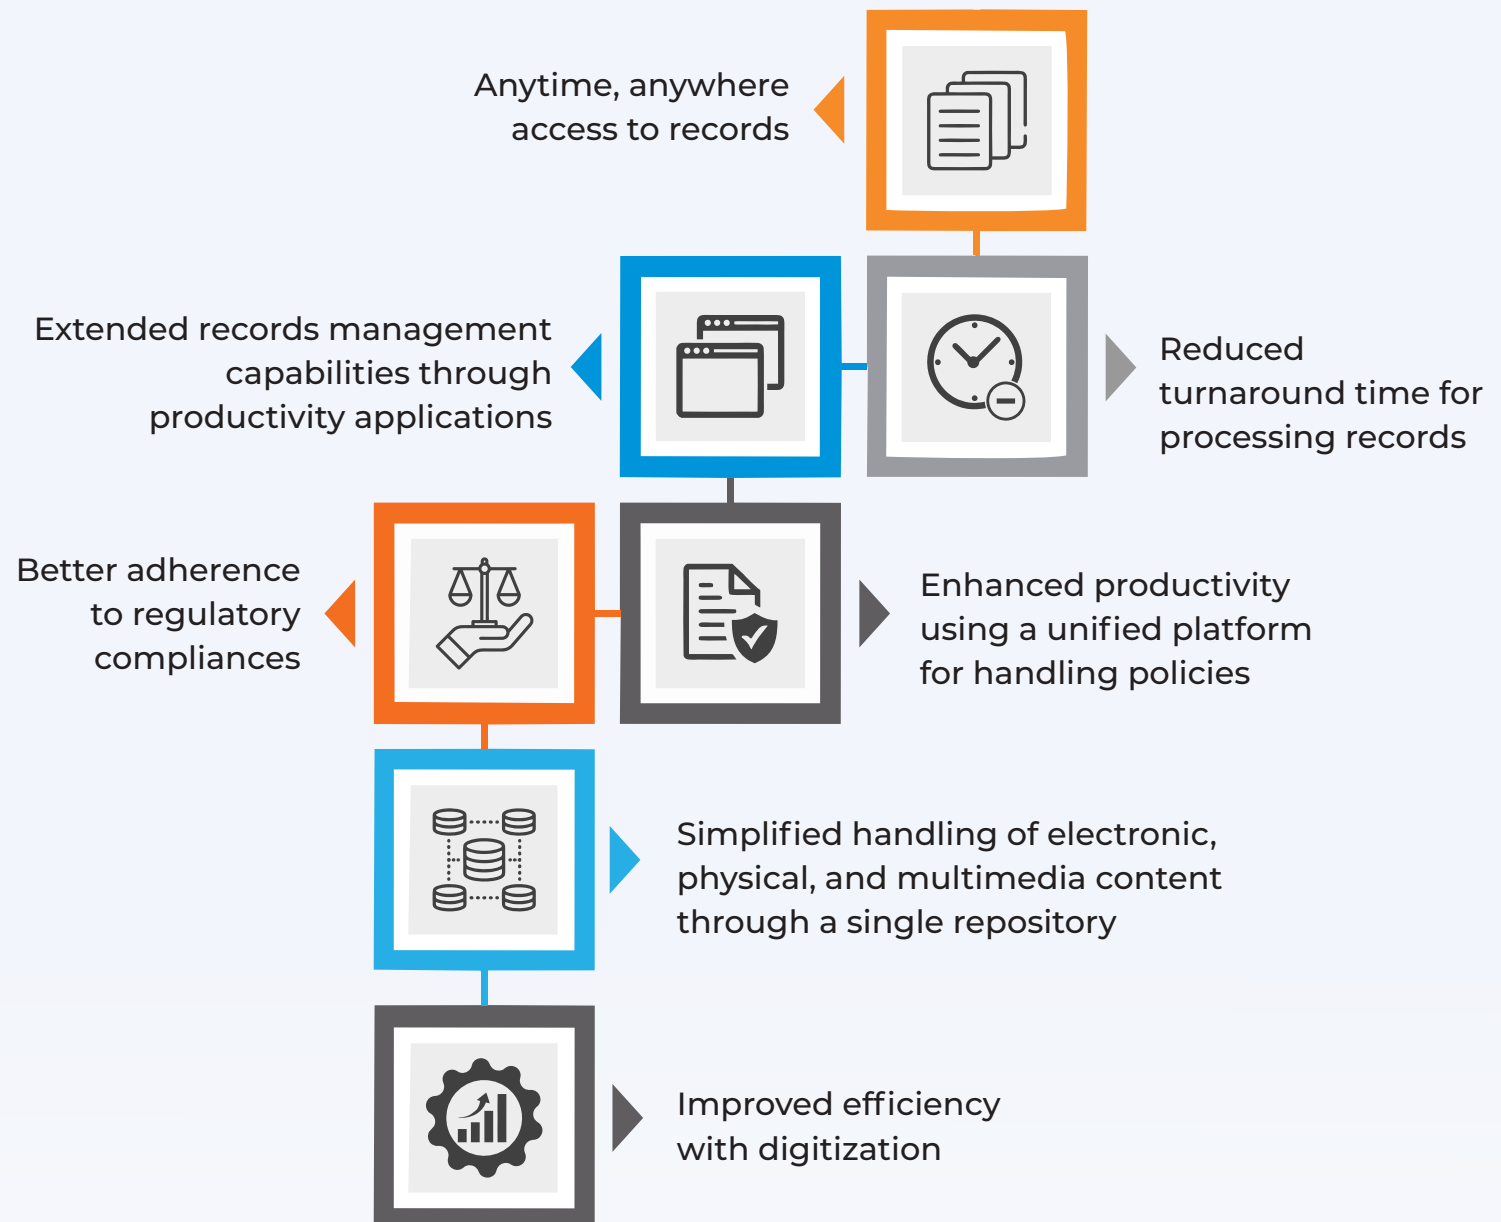 Anytime, anywhere
access to records
Extended records management
capabilities through
productivity applications
Reduced
turnaround time for
processing records
Better adherence
to regulatory
compliances
Enhanced productivity
using a unified platform
for handling policies
Simplified handling of electronic,
physical, and multimedia content
through a single repository
Improved efficiency
with digitization